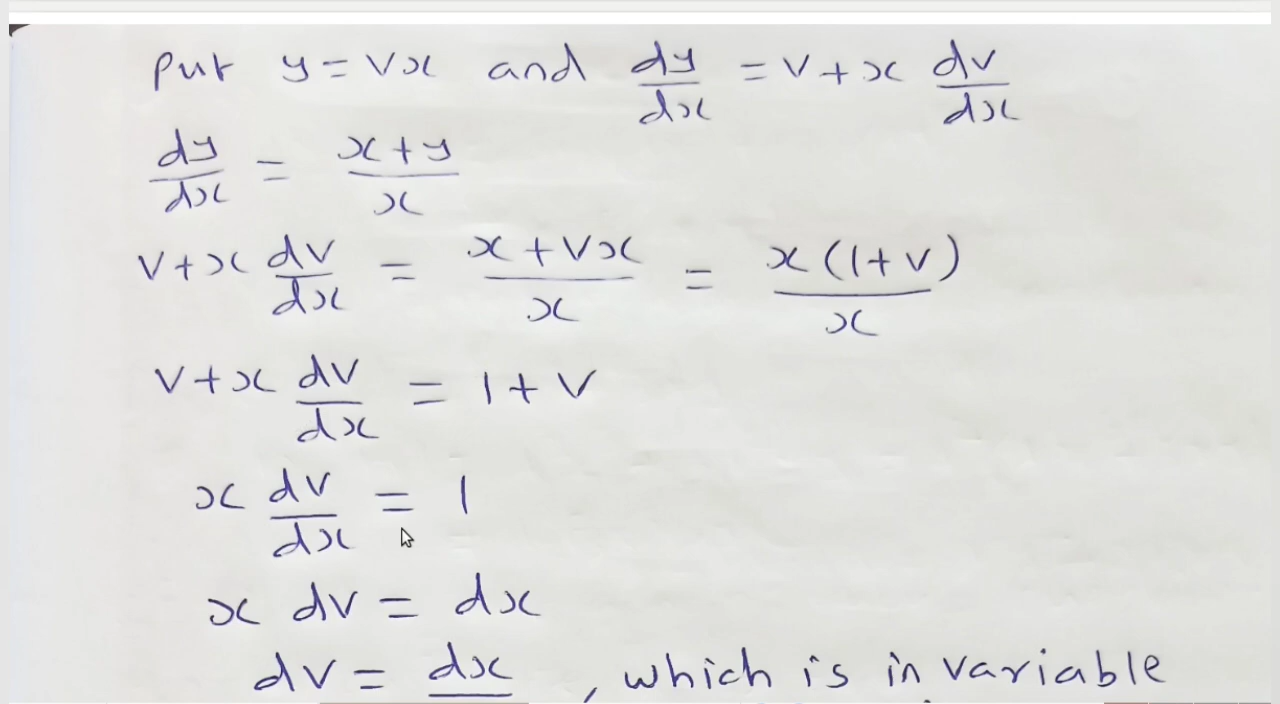 Put y = vx and dy/dx = v + x dv/dx
dy/dx = x + y / x
v + x dv/dx = x + vx / x = x (1 + v) / x
v + x dv/dx = 1 + v
x dv/dx = 1
x dv = dx
dv = dx , which is in variable